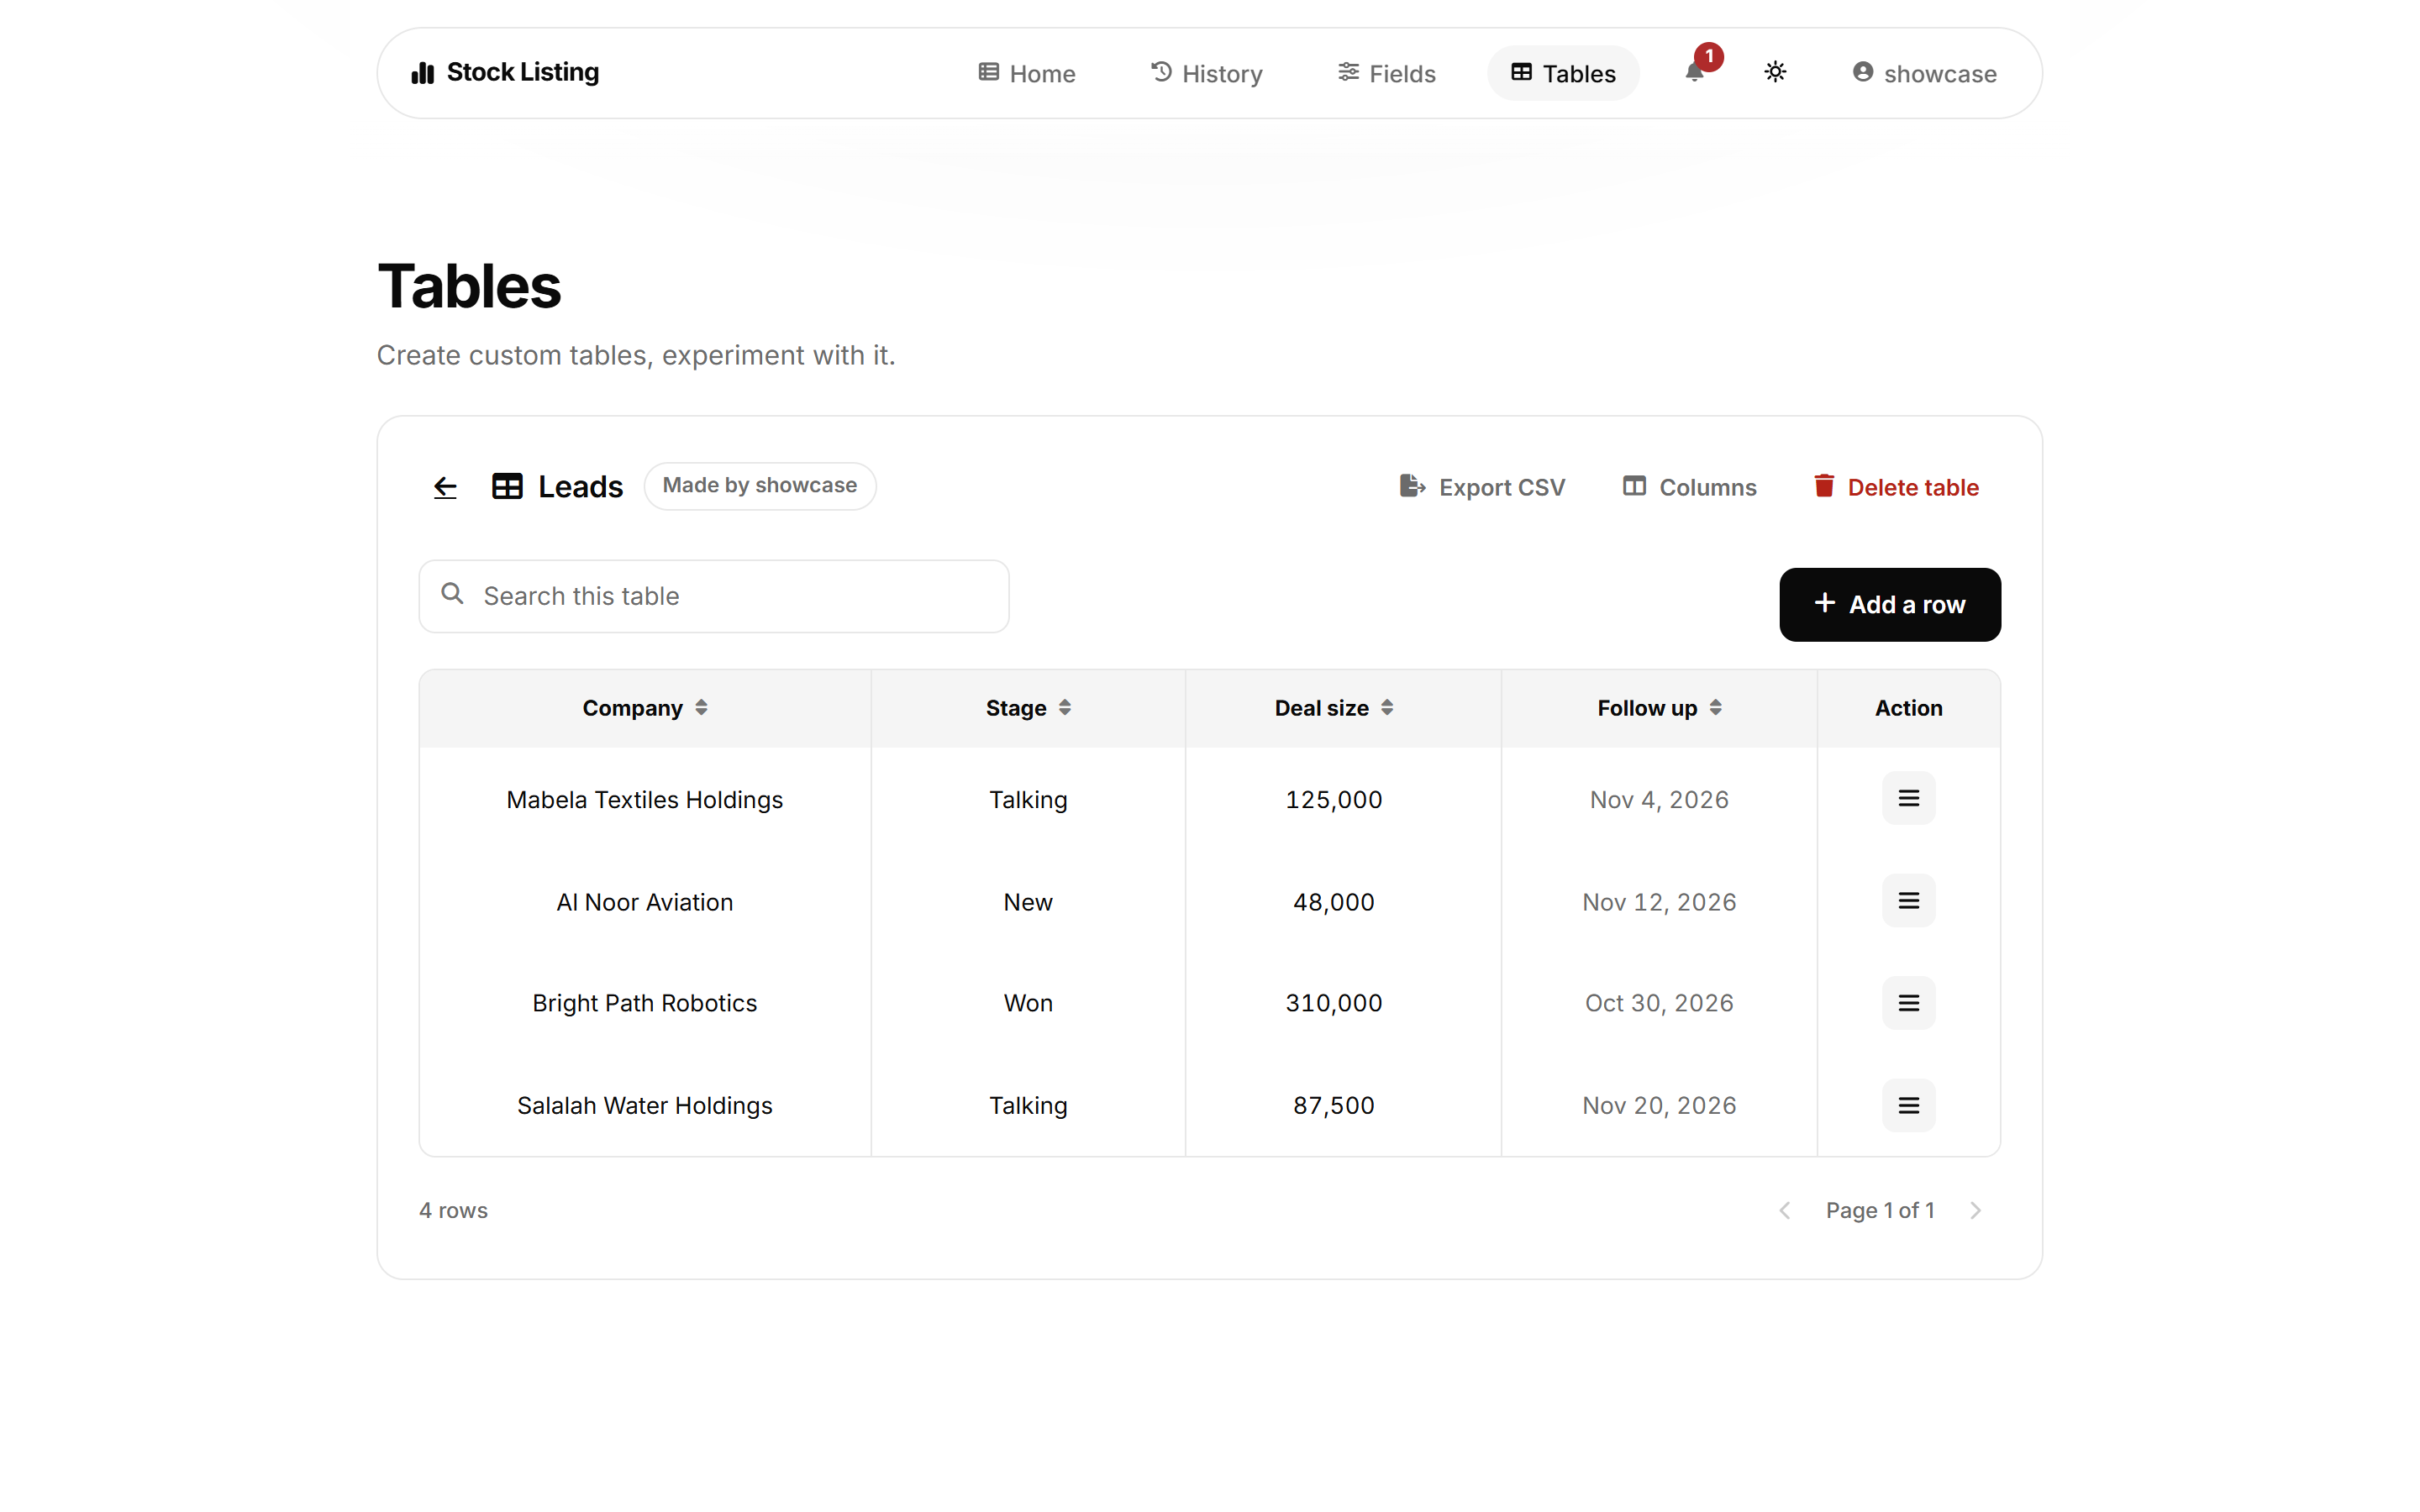 Stock Listing
Home
History
Fields
Tables
1
showcase
Tables
Create custom tables, experiment with it.
Leads
Made by showcase
Export CSV
Columns
Delete table
Search this table
Add a row
Company Stage Deal size Follow up Action
Mabela Textiles Holdings Talking 125,000 Nov 4, 2026
Al Noor Aviation New 48,000 Nov 12, 2026
Bright Path Robotics Won 310,000 Oct 30, 2026
Salalah Water Holdings Talking 87,500 Nov 20, 2026
4 rows
Page 1 of 1